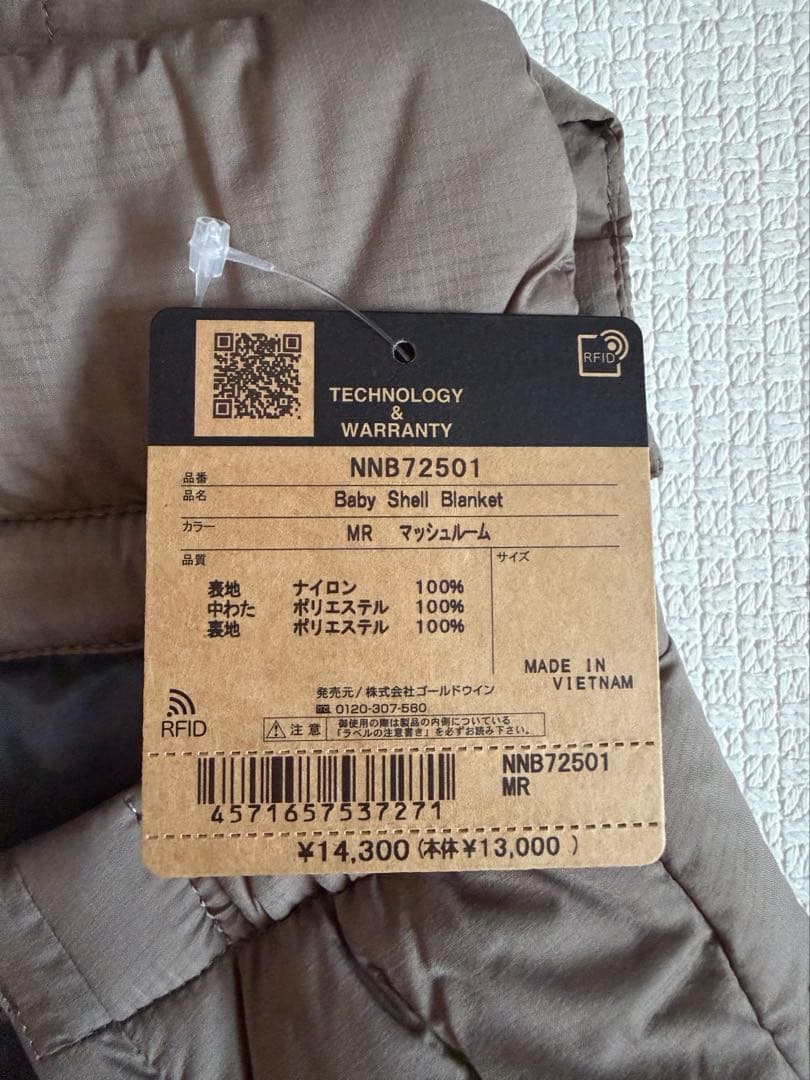 RFID
TECHNOLOGY
&
WARRANTY
品番 NNB72501
品名 Baby Shell Blanket
カラー MR マッシュルーム
品質 サイズ
表地 ナイロン 100%
中わた ポリエステル 100%
裏地 ポリエステル 100%
MADE IN
VIETNAM
発売元/株式会社ゴールドウイン
0120-307-560
RFID
注意 御使用の際は製品の内側についている
「ラベルの注意書き」を必ずお読み下さい。
NNB72501
MR
4571657537271
¥14,300(本体¥13,000 )